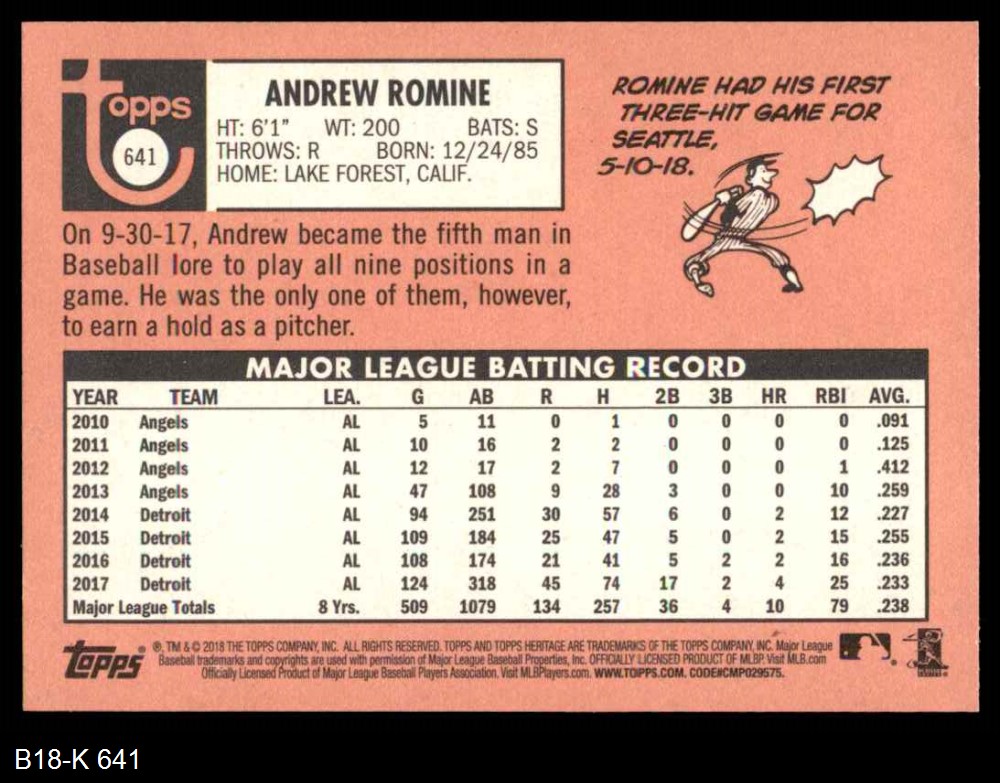 topps
641
ANDREW ROMINE
HT: 6'1" WT: 200 BATS: S
THROWS: R BORN: 12/24/85
HOME: LAKE FOREST, CALIF.
ROMINE HAD HIS FIRST
THREE-HIT GAME FOR
SEATTLE,
5-10-18.
On 9-30-17, Andrew became the fifth man in
Baseball lore to play all nine positions in a
game. He was the only one of them, however,
to earn a hold as a pitcher.
MAJOR LEAGUE BATTING RECORD
YEAR TEAM LEA. G AB R H 2B 3B HR RBI AVG.
2010 Angels AL 5 11 0 1 0 0 0 0 .091
2011 Angels AL 10 16 2 2 0 0 0 0 .125
2012 Angels AL 12 17 2 7 0 0 0 1 .412
2013 Angels AL 47 108 9 28 3 0 0 10 .259
2014 Detroit AL 94 251 30 57 6 0 2 12 .227
2015 Detroit AL 109 184 25 47 5 0 2 15 .255
2016 Detroit AL 108 174 21 41 5 2 2 16 .236
2017 Detroit AL 124 318 45 74 17 2 4 25 .233
Major League Totals 8 Yrs. 509 1079 134 257 36 4 10 79 .238
Topps ®, TM & © 2018 THE TOPPS COMPANY, INC. ALL RIGHTS RESERVED. TOPPS AND TOPPS HERITAGE ARE TRADEMARKS OF THE TOPPS COMPANY, INC. Major League
Baseball trademarks and copyrights are used with permission of Major League Baseball Properties, Inc. OFFICIALLY LICENSED PRODUCT OF MLBP. Visit MLB.com
Officially Licensed Product of Major League Baseball Players Association. Visit MLBPlayers.com. WWW.TOPPS.COM. CODE#CMP029575.
B18-K 641